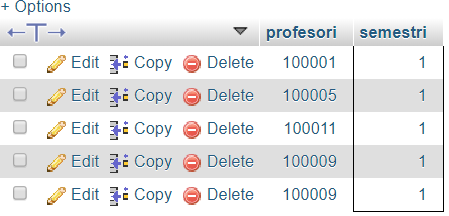 + Options
profesori semestri
Edit Copy Delete 100001 1
Edit Copy Delete 100005 1
Edit Copy Delete 100011 1
Edit Copy Delete 100009 1
Edit Copy Delete 100009 1